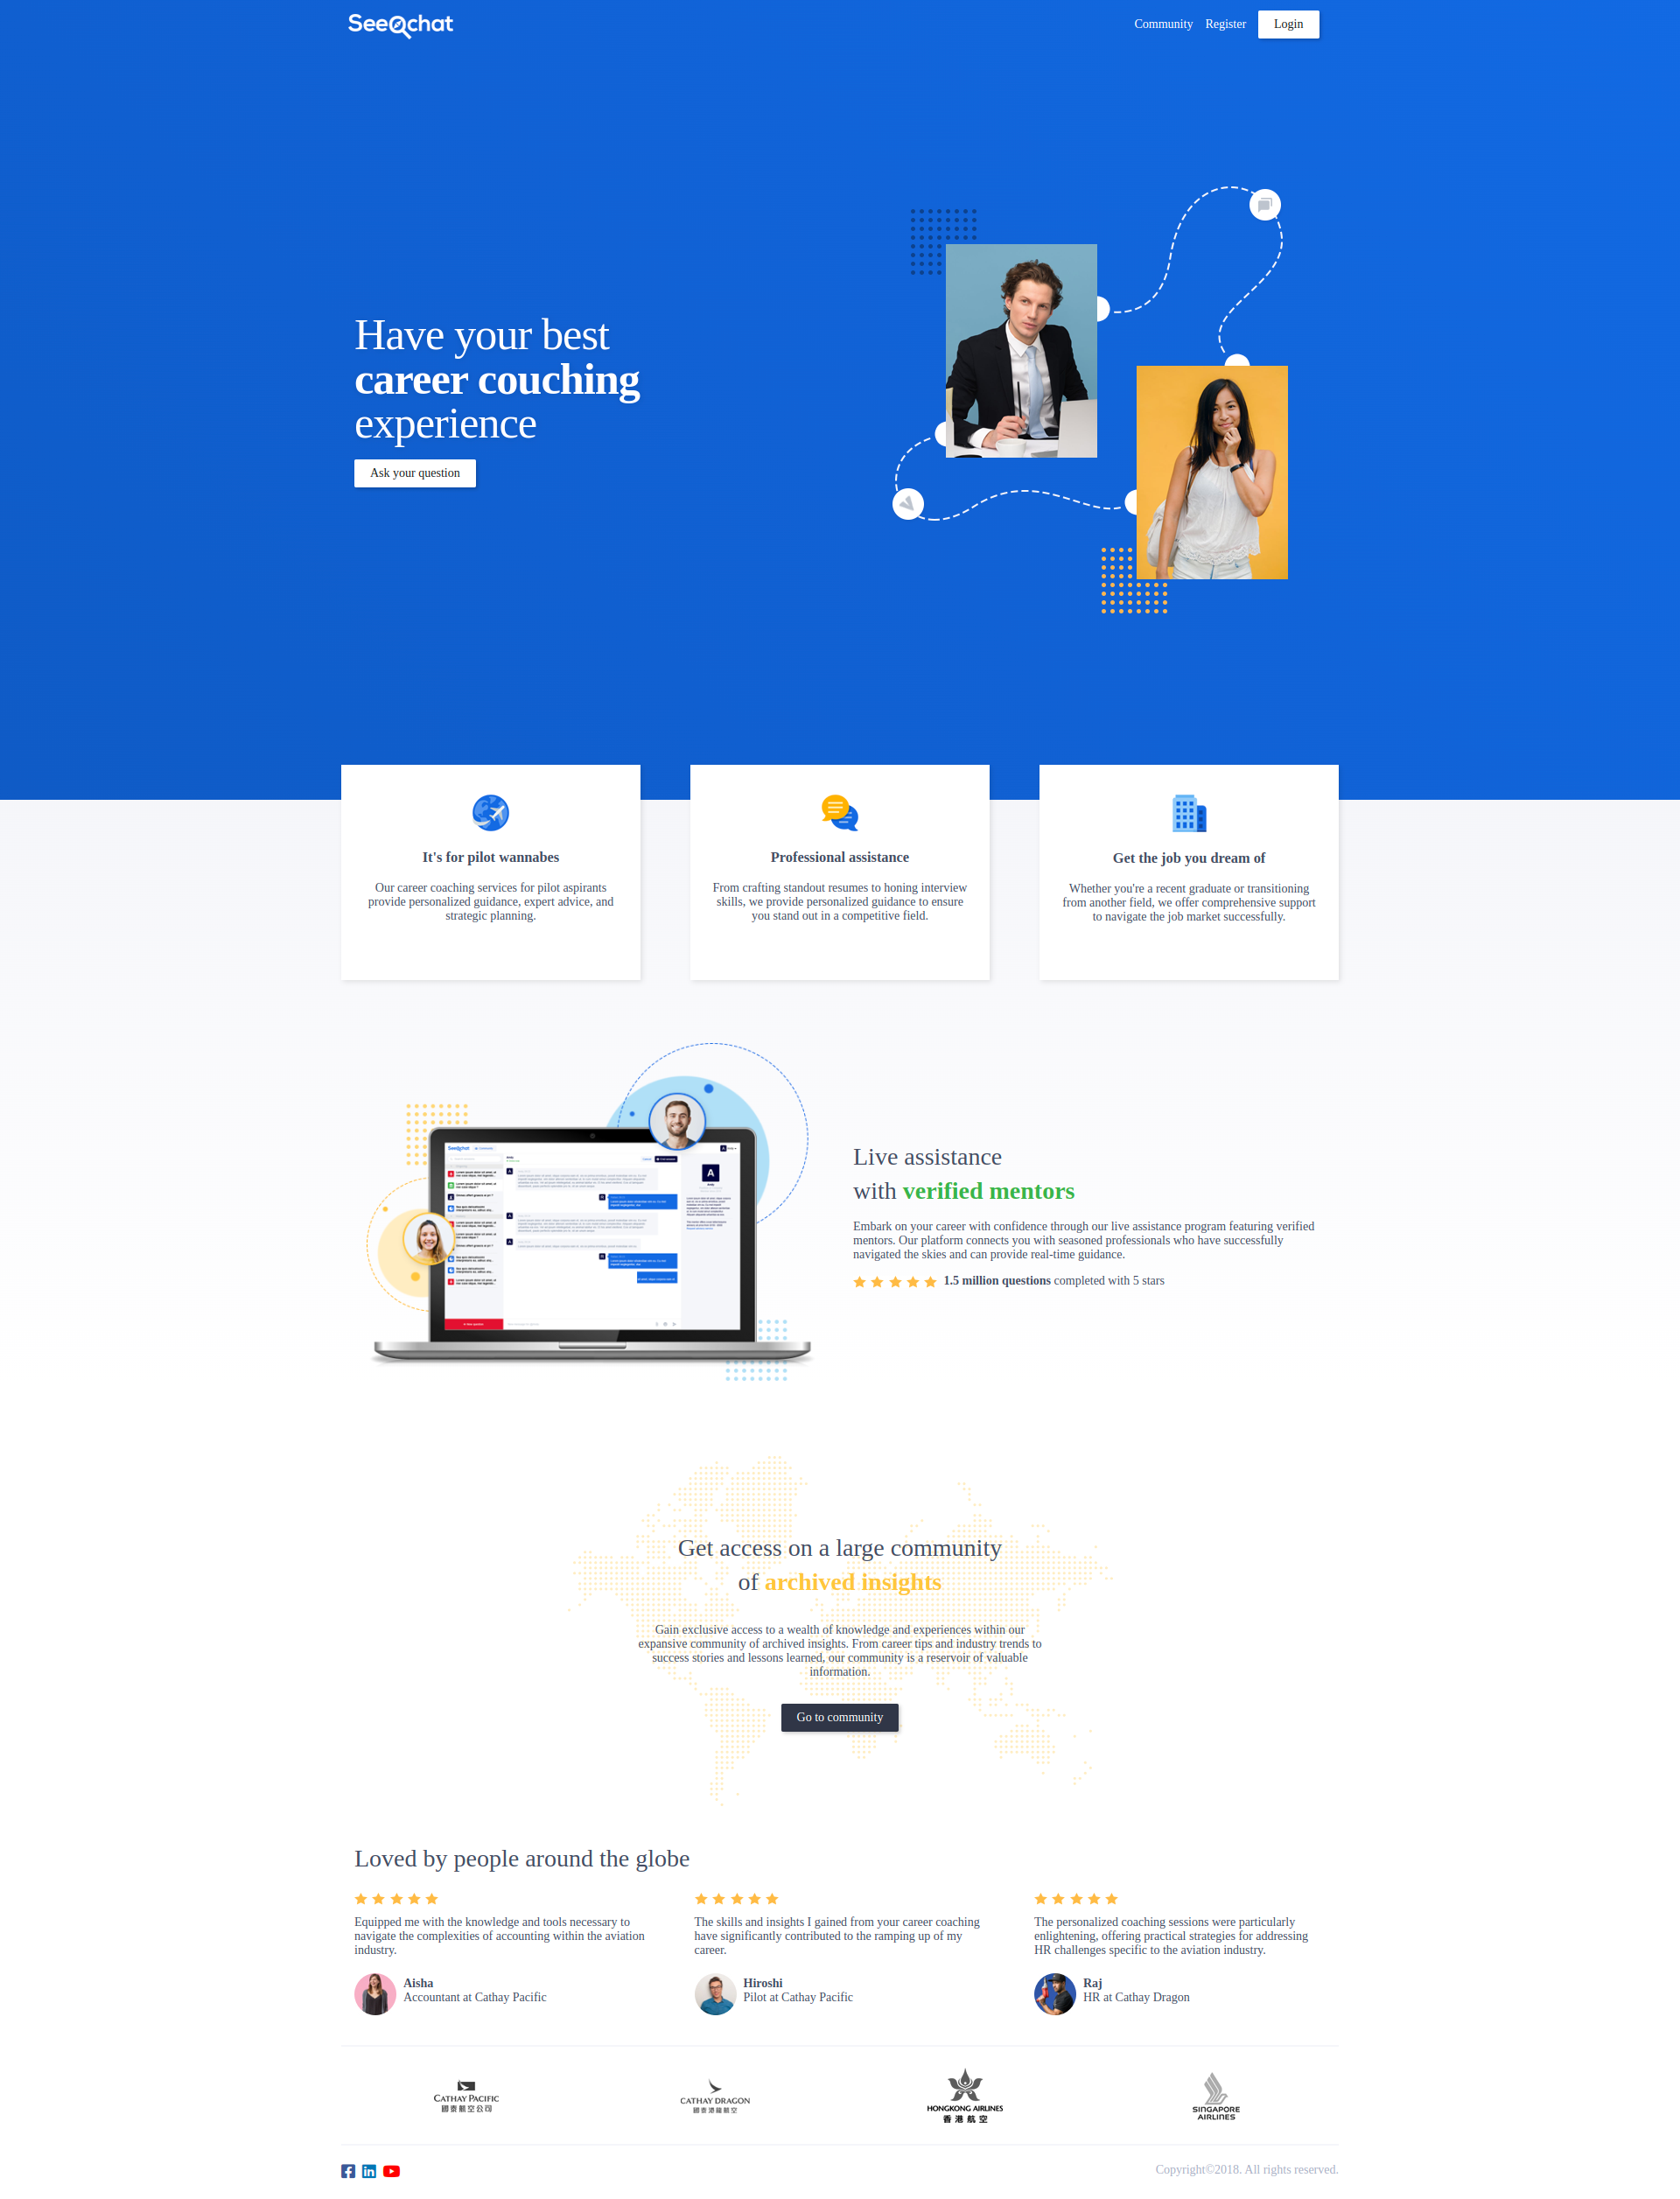 SeeQchat
Community Register Login
Have your best
career couching
experience
Ask your question
It's for pilot wannabes
Our career coaching services for pilot aspirants
provide personalized guidance, expert advice, and
strategic planning.
Professional assistance
From crafting standout resumes to honing interview
skills, we provide personalized guidance to ensure
you stand out in a competitive field.
Get the job you dream of
Whether you're a recent graduate or transitioning
from another field, we offer comprehensive support
to navigate the job market successfully.
Live assistance
with verified mentors
Embark on your career with confidence through our live assistance program featuring verified
mentors. Our platform connects you with seasoned professionals who have successfully
navigated the skies and can provide real-time guidance.
1.5 million questions completed with 5 stars
Get access on a large community
of archived insights
Gain exclusive access to a wealth of knowledge and experiences within our
expansive community of archived insights. From career tips and industry trends to
success stories and lessons learned, our community is a reservoir of valuable
information.
Go to community
Loved by people around the globe
Equipped me with the knowledge and tools necessary to
navigate the complexities of accounting within the aviation
industry.
Aisha
Accountant at Cathay Pacific
The skills and insights I gained from your career coaching
have significantly contributed to the ramping up of my
career.
Hiroshi
Pilot at Cathay Pacific
The personalized coaching sessions were particularly
enlightening, offering practical strategies for addressing
HR challenges specific to the aviation industry.
Raj
HR at Cathay Dragon
CATHAY PACIFIC
國泰航空公司
CATHAY DRAGON
國泰港龍航空
HONGKONG AIRLINES
香港航空
SINGAPORE
AIRLINES
Copyright©2018. All rights reserved.